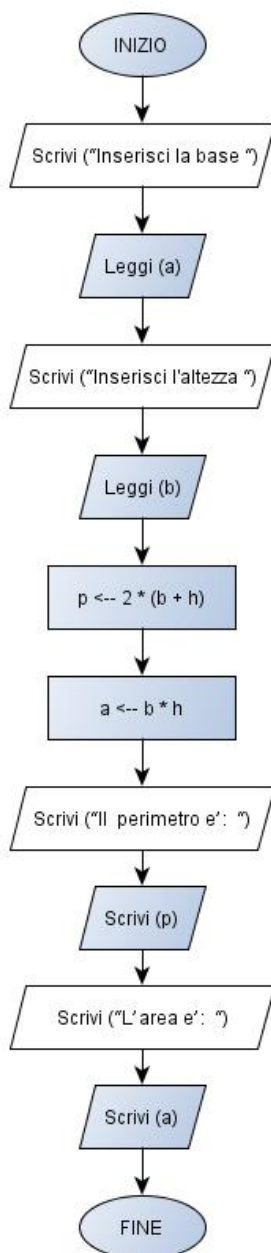 INIZIO
Scrivi (“Inserisci la base “)
Leggi (a)
Scrivi (“Inserisci l'altezza “)
Leggi (b)
p <-- 2 * (b + h)
a <-- b * h
Scrivi (“Il perimetro e’: “)
Scrivi (p)
Scrivi (“L’area e’: “)
Scrivi (a)
FINE